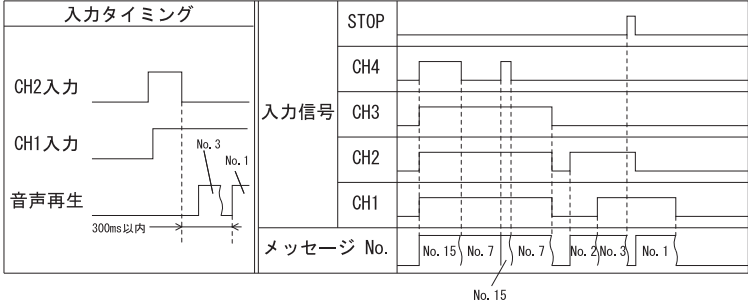 入力タイミング
CH2入力
CH1入力
No. 3
No. 1
音声再生
300ms以内
入力信号
STOP
CH4
CH3
CH2
CH1
メッセージ No.
No. 15
No. 7
No. 7
No. 2
No. 3
No. 1
No. 15